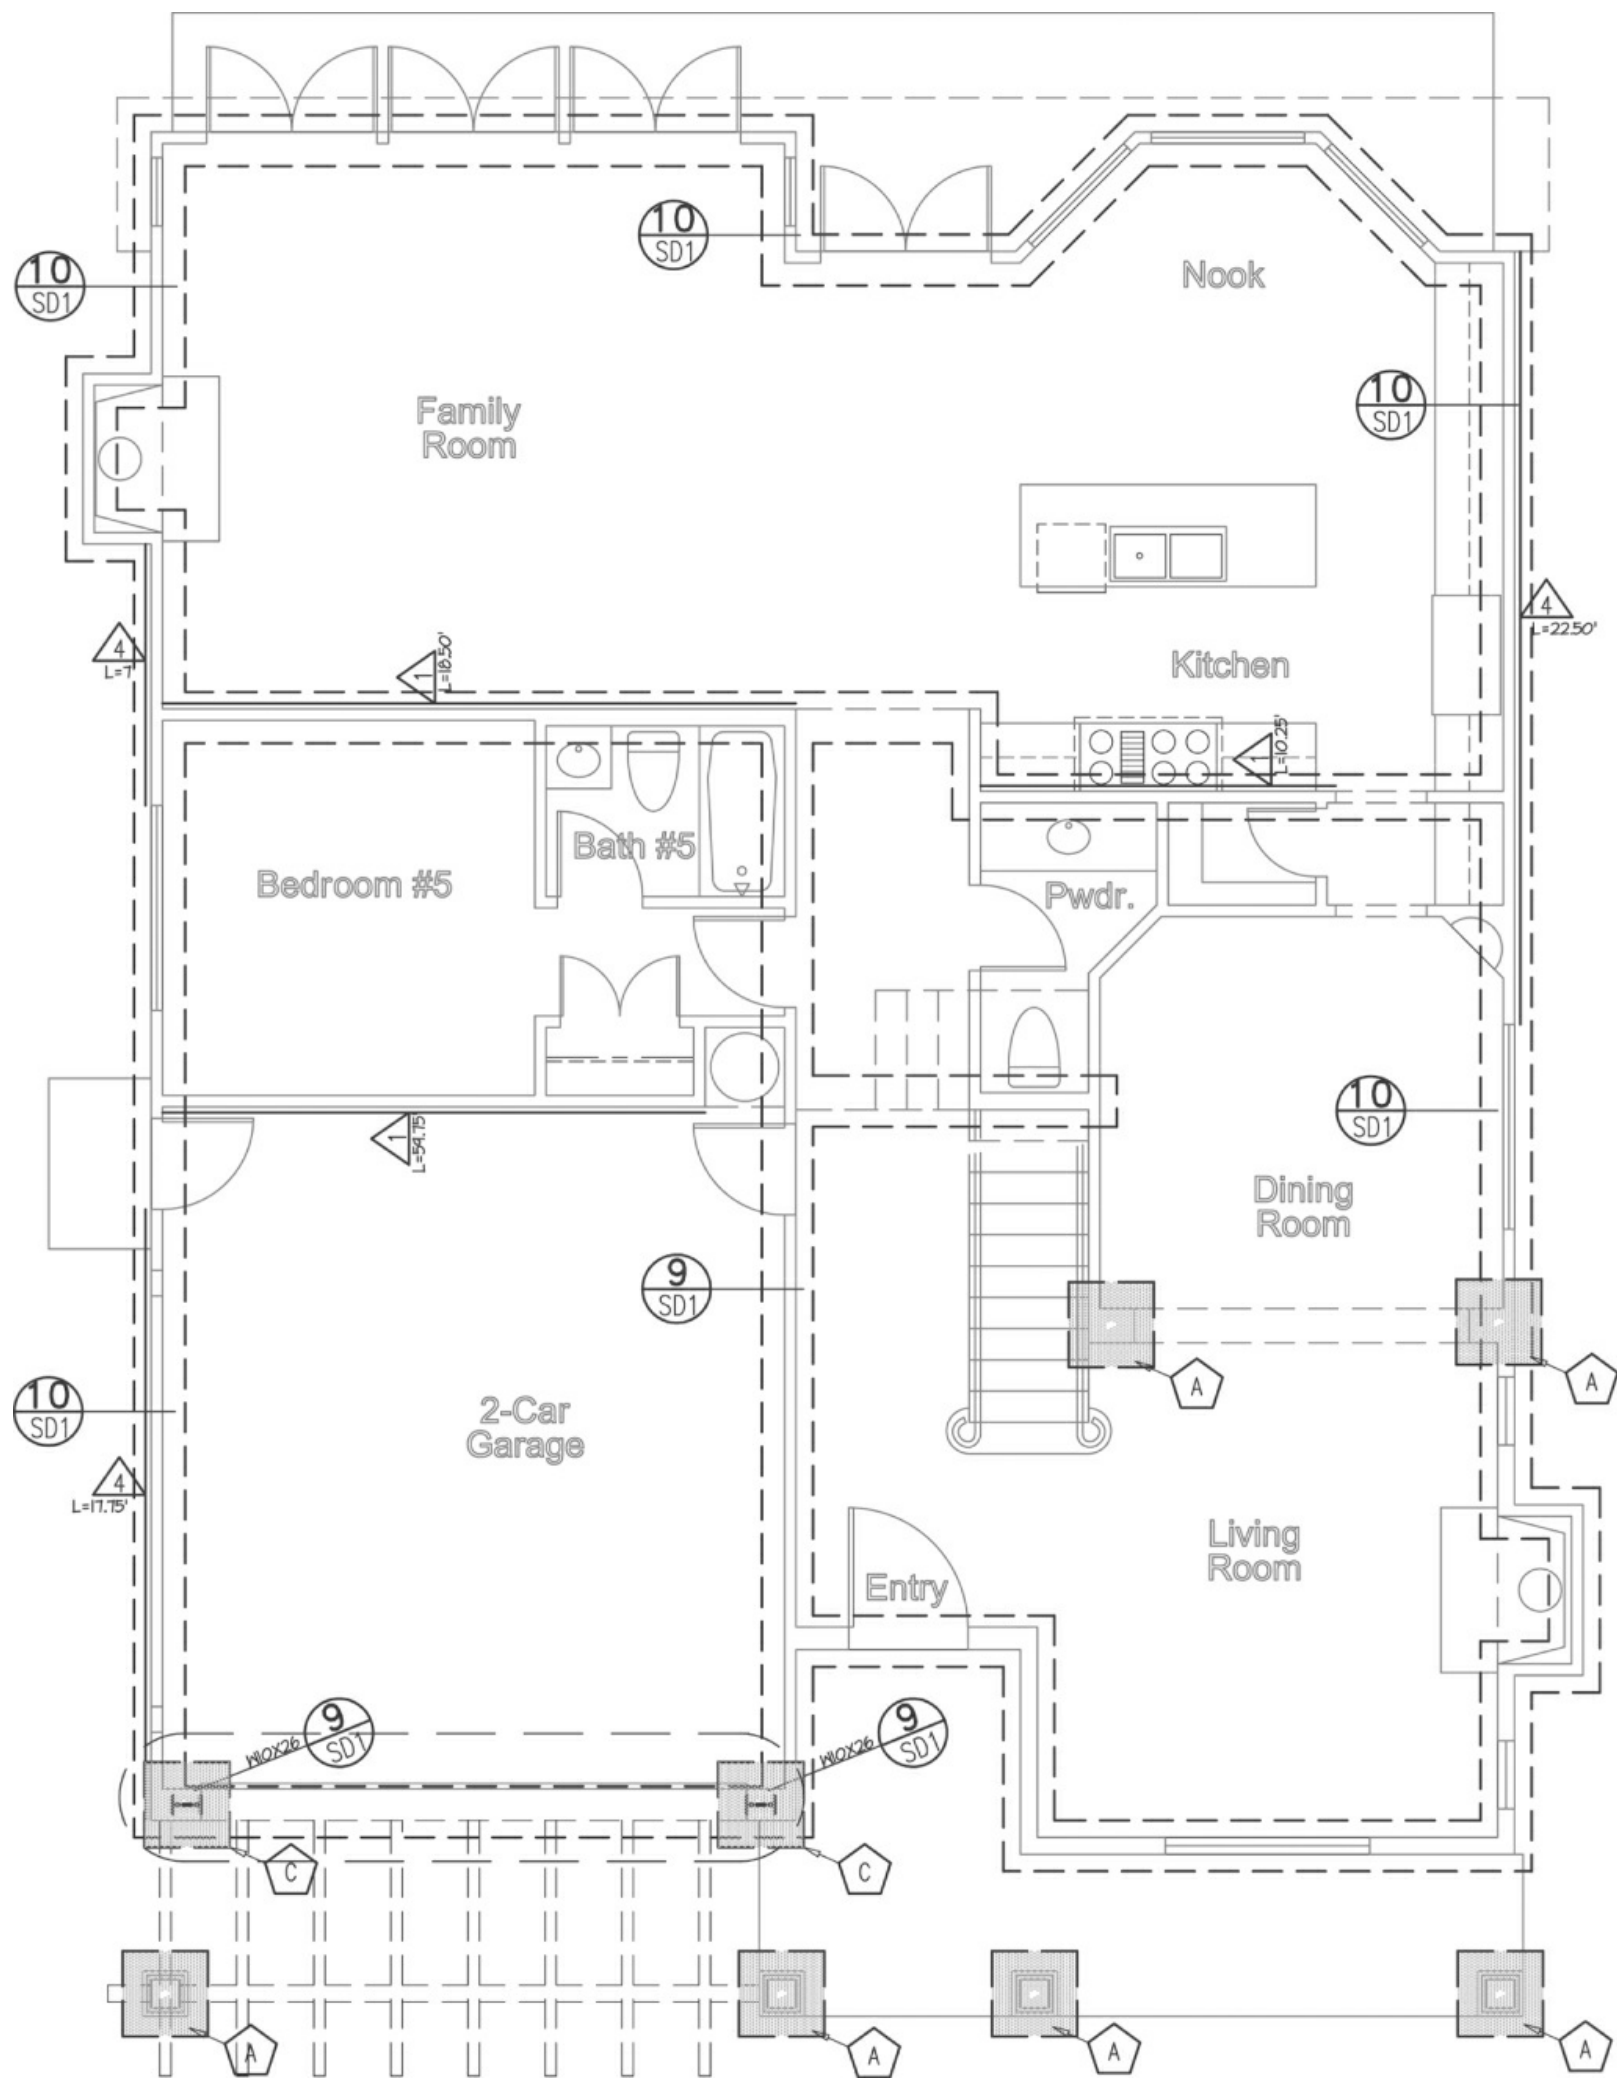 10
SD1
10
SD1
Nook
10
SD1
Family
Room
4
L=7'
1
L=18.50'
Kitchen
4
L=22.50'
1
L=10.25'
Bath #5
Bedroom #5
Pwdr.
1
L=54.75'
10
SD1
Dining
Room
9
SD1
A
A
10
SD1
2-Car
Garage
4
L=17.75'
Living
Room
Entry
9
SD1
W10X26
9
SD1
W10X26
C
C
A
A
A
A